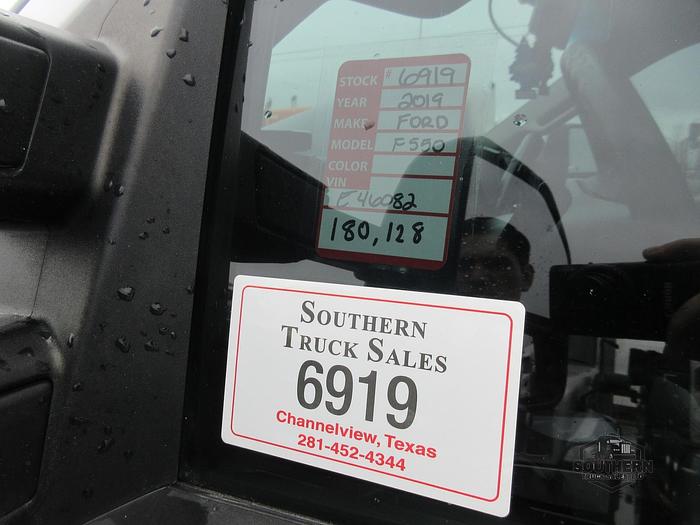 STOCK # 6919
YEAR 2019
MAKE FORD
MODEL F550
COLOR
VIN
E46082
180,128
SOUTHERN
TRUCK SALES
6919
Channelview, Texas
281-452-4344
SOUTHERN